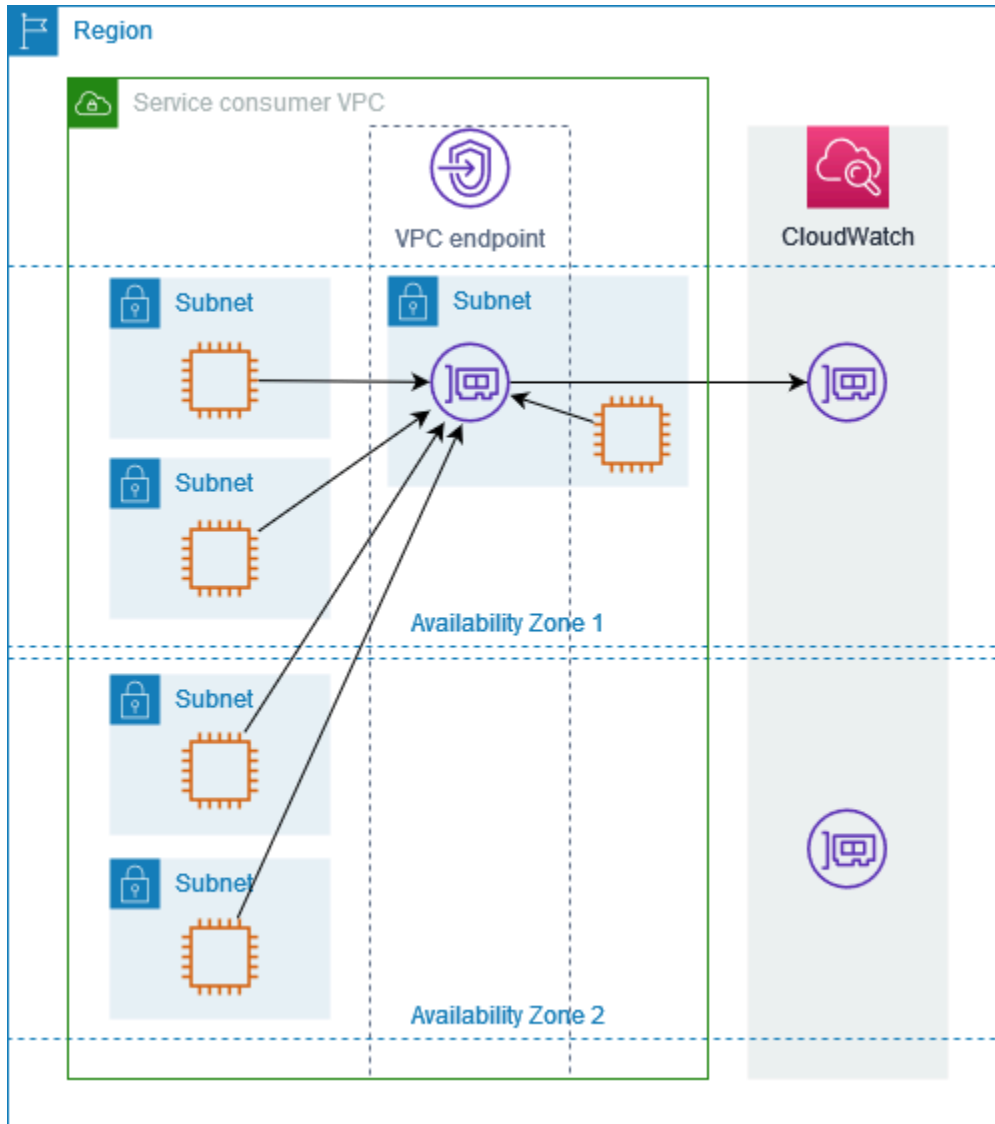 Region
Service consumer VPC
VPC endpoint
CloudWatch
Subnet
Subnet
Subnet
Availability Zone 1
Subnet
Subnet
Availability Zone 2